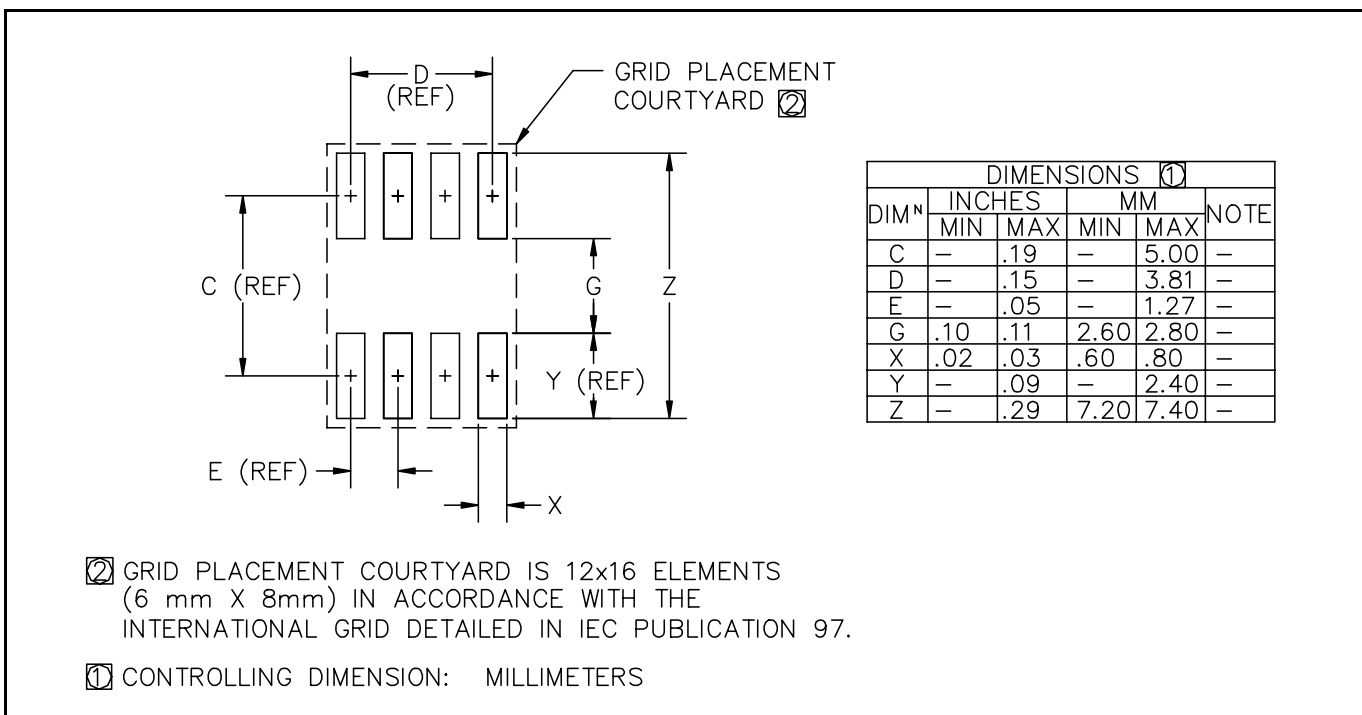 D
(REF)
GRID PLACEMENT
COURTYARD 2
C (REF)
G
Z
Y (REF)
E (REF)
X
DIMENSIONS 1
DIMᴺ INCHES MM NOTE
MIN MAX MIN MAX
C – .19 – 5.00 –
D – .15 – 3.81 –
E – .05 – 1.27 –
G .10 .11 2.60 2.80 –
X .02 .03 .60 .80 –
Y – .09 – 2.40 –
Z – .29 7.20 7.40 –
2 GRID PLACEMENT COURTYARD IS 12x16 ELEMENTS
(6 mm X 8mm) IN ACCORDANCE WITH THE
INTERNATIONAL GRID DETAILED IN IEC PUBLICATION 97.
1 CONTROLLING DIMENSION: MILLIMETERS